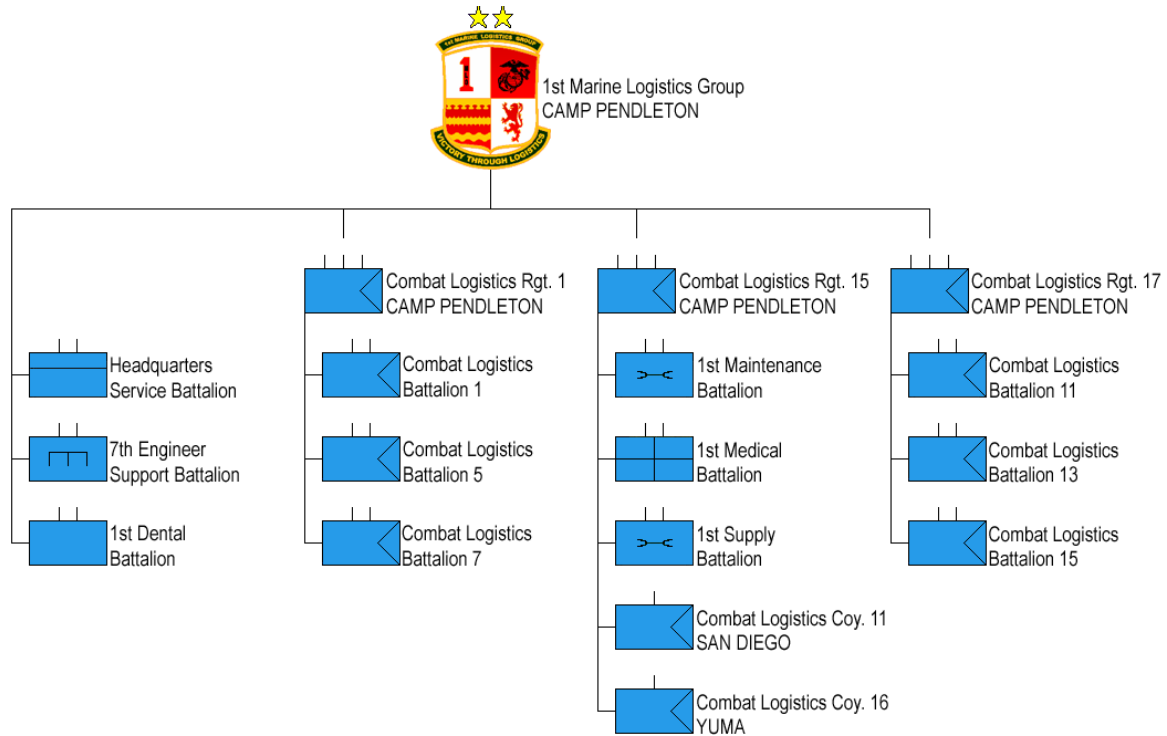 1st MARINE LOGISTICS GROUP
1
VICTORY THROUGH LOGISTICS
1st Marine Logistics Group
CAMP PENDLETON
Headquarters
Service Battalion
7th Engineer
Support Battalion
1st Dental
Battalion
Combat Logistics Rgt. 1
CAMP PENDLETON
Combat Logistics
Battalion 1
Combat Logistics
Battalion 5
Combat Logistics
Battalion 7
Combat Logistics Rgt. 15
CAMP PENDLETON
1st Maintenance
Battalion
1st Medical
Battalion
1st Supply
Battalion
Combat Logistics Coy. 11
SAN DIEGO
Combat Logistics Coy. 16
YUMA
Combat Logistics Rgt. 17
CAMP PENDLETON
Combat Logistics
Battalion 11
Combat Logistics
Battalion 13
Combat Logistics
Battalion 15